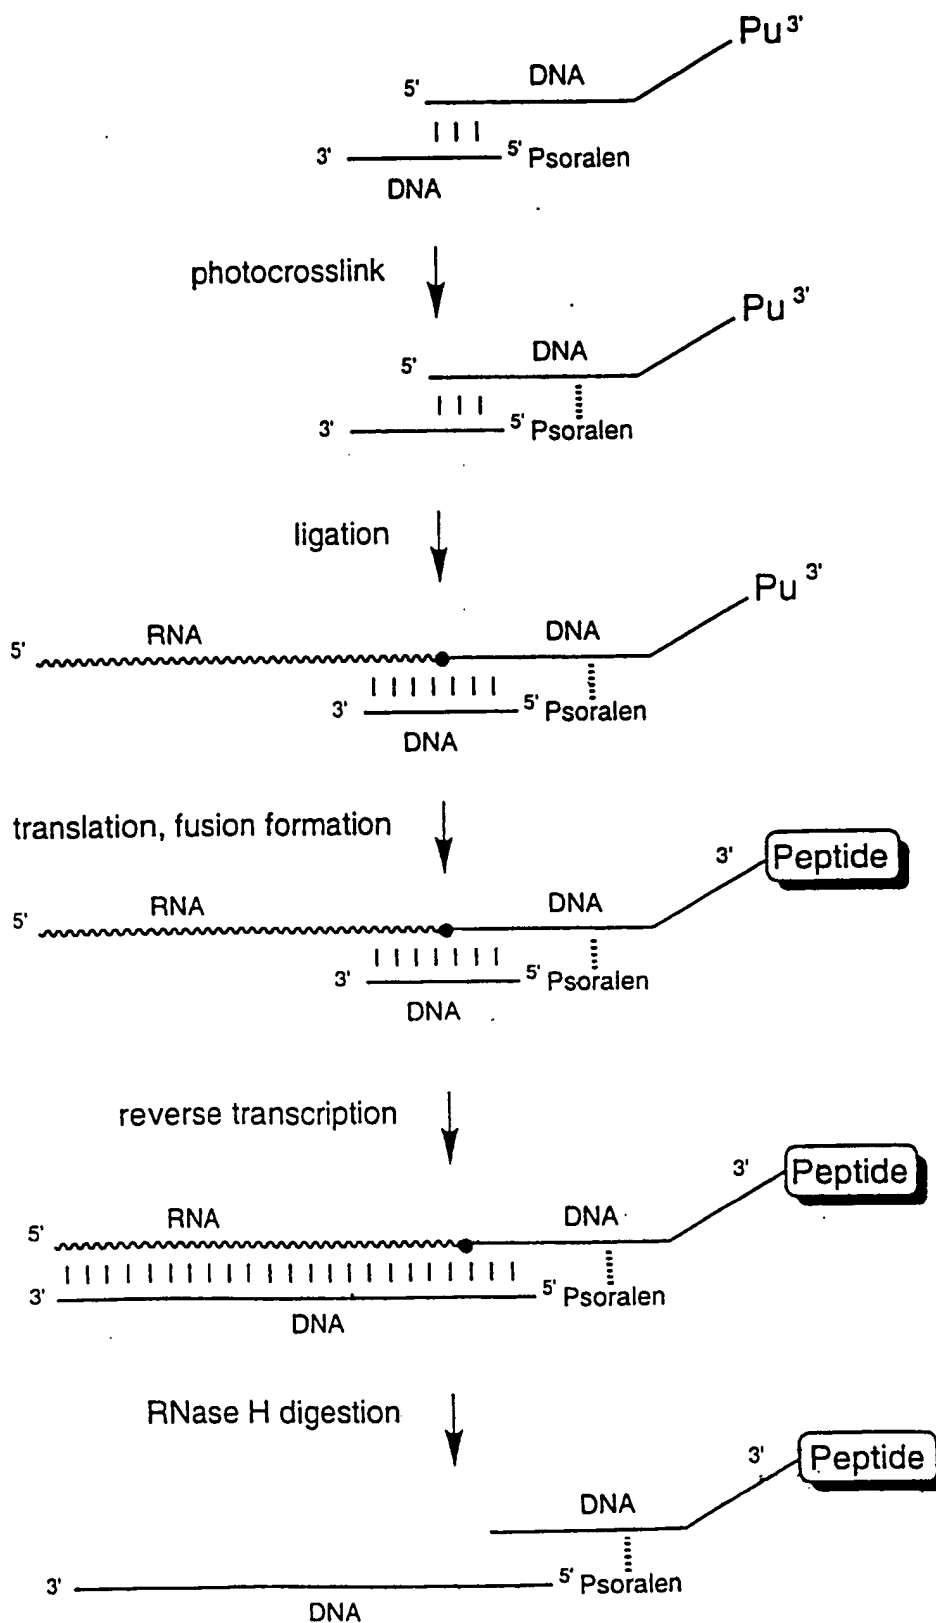 Pu 3'
DNA
5'
3' 5' Psoralen
DNA
photocrosslink
Pu 3'
DNA
5'
3' 5' Psoralen
ligation
Pu 3'
RNA DNA
5'
3' 5' Psoralen
DNA
translation, fusion formation
3' Peptide
RNA DNA
5'
3' 5' Psoralen
DNA
reverse transcription
3' Peptide
RNA DNA
5'
3' 5' Psoralen
DNA
RNase H digestion
3' Peptide
DNA
3' 5' Psoralen
DNA